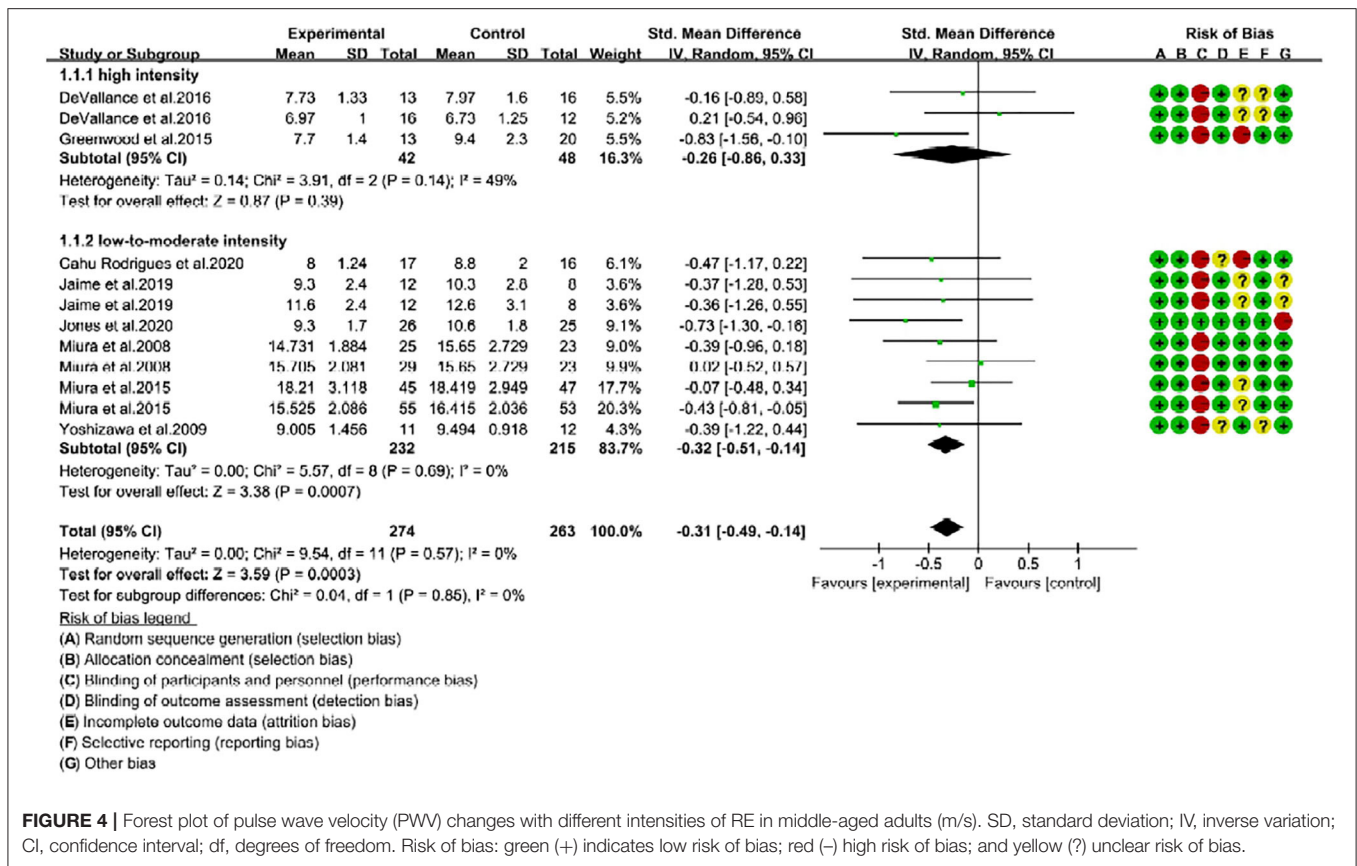 Experimental Control Std. Mean Difference Std. Mean Difference Risk of Bias
Study or Subgroup Mean SD Total Mean SD Total Weight IV, Random, 95% CI IV, Random, 95% CI A B C D E F G
1.1.1 high intensity
DeVallance et al.2016 7.73 1.33 13 7.97 1.6 16 5.5% -0.16 [-0.89, 0.58] + + − + ? ? +
DeVallance et al.2016 6.97 1 16 6.73 1.25 12 5.2% 0.21 [-0.54, 0.96] + + − + ? ? +
Greenwood et al.2015 7.7 1.4 13 9.4 2.3 20 5.5% -0.83 [-1.56, -0.10] + + − + − + +
Subtotal (95% CI) 42 48 16.3% -0.26 [-0.86, 0.33]
Heterogeneity: Tau² = 0.14; Chi² = 3.91, df = 2 (P = 0.14); I² = 49%
Test for overall effect: Z = 0.87 (P = 0.39)
1.1.2 low-to-moderate intensity
Cahu Rodrigues et al.2020 8 1.24 17 8.8 2 16 6.1% -0.47 [-1.17, 0.22] + + − ? − + +
Jaime et al.2019 9.3 2.4 12 10.3 2.8 8 3.6% -0.37 [-1.28, 0.53] + + − + ? + ?
Jaime et al.2019 11.6 2.4 12 12.6 3.1 8 3.6% -0.36 [-1.26, 0.55] + + − + ? + ?
Jones et al.2020 9.3 1.7 26 10.6 1.8 25 9.1% -0.73 [-1.30, -0.16] + + + + + + −
Miura et al.2008 14.731 1.884 25 15.65 2.729 23 9.0% -0.39 [-0.96, 0.18] + + − + + + +
Miura et al.2008 15.705 2.081 29 15.65 2.729 23 9.9% 0.02 [-0.52, 0.57] + + − + + + +
Miura et al.2015 18.21 3.118 45 18.419 2.949 47 17.7% -0.07 [-0.48, 0.34] + + − + ? + +
Miura et al.2015 15.525 2.086 55 16.415 2.036 53 20.3% -0.43 [-0.81, -0.05] + + − + ? + +
Yoshizawa et al.2009 9.005 1.456 11 9.494 0.918 12 4.3% -0.39 [-1.22, 0.44] + + − ? + ? +
Subtotal (95% CI) 232 215 83.7% -0.32 [-0.51, -0.14]
Heterogeneity: Tau² = 0.00; Chi² = 5.57, df = 8 (P = 0.69); I² = 0%
Test for overall effect: Z = 3.38 (P = 0.0007)
Total (95% CI) 274 263 100.0% -0.31 [-0.49, -0.14]
Heterogeneity: Tau² = 0.00; Chi² = 9.54, df = 11 (P = 0.57); I² = 0%
Test for overall effect: Z = 3.59 (P = 0.0003)
Test for subgroup differences: Chi² = 0.04, df = 1 (P = 0.85), I² = 0%
-1 -0.5 0 0.5 1
Favours [experimental] Favours [control]
Risk of bias legend
(A) Random sequence generation (selection bias)
(B) Allocation concealment (selection bias)
(C) Blinding of participants and personnel (performance bias)
(D) Blinding of outcome assessment (detection bias)
(E) Incomplete outcome data (attrition bias)
(F) Selective reporting (reporting bias)
(G) Other bias
FIGURE 4 | Forest plot of pulse wave velocity (PWV) changes with different intensities of RE in middle-aged adults (m/s). SD, standard deviation; IV, inverse variation;
CI, confidence interval; df, degrees of freedom. Risk of bias: green (+) indicates low risk of bias; red (–) high risk of bias; and yellow (?) unclear risk of bias.